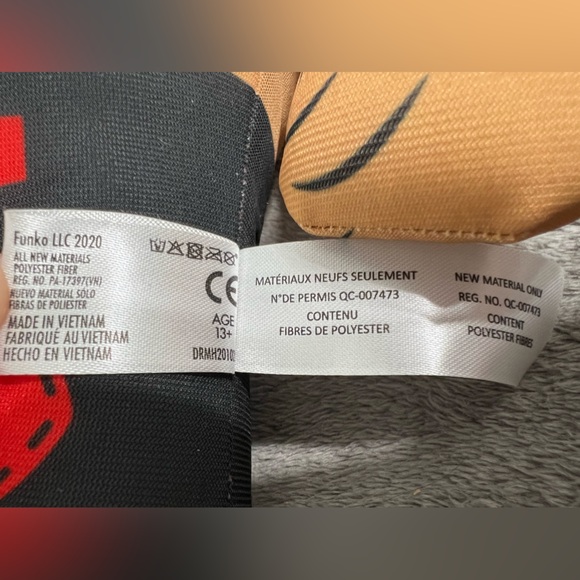 Funko LLC 2020
ALL NEW MATERIALS
POLYESTER FIBER
REG. NO. PA-17397(VN)
NUEVO MATERIAL SOLO
FIBRAS DE POLIESTER
MADE IN VIETNAM
FABRIQUÉ AU VIETNAM
HECHO EN VIETNAM
CE
AGE
13+
MATÉRIAUX NEUFS SEULEMENT
N°DE PERMIS QC-007473
CONTENU
FIBRES DE POLYESTER
NEW MATERIAL ONLY
REG. NO. QC-007473
CONTENT
POLYESTER FIBRES